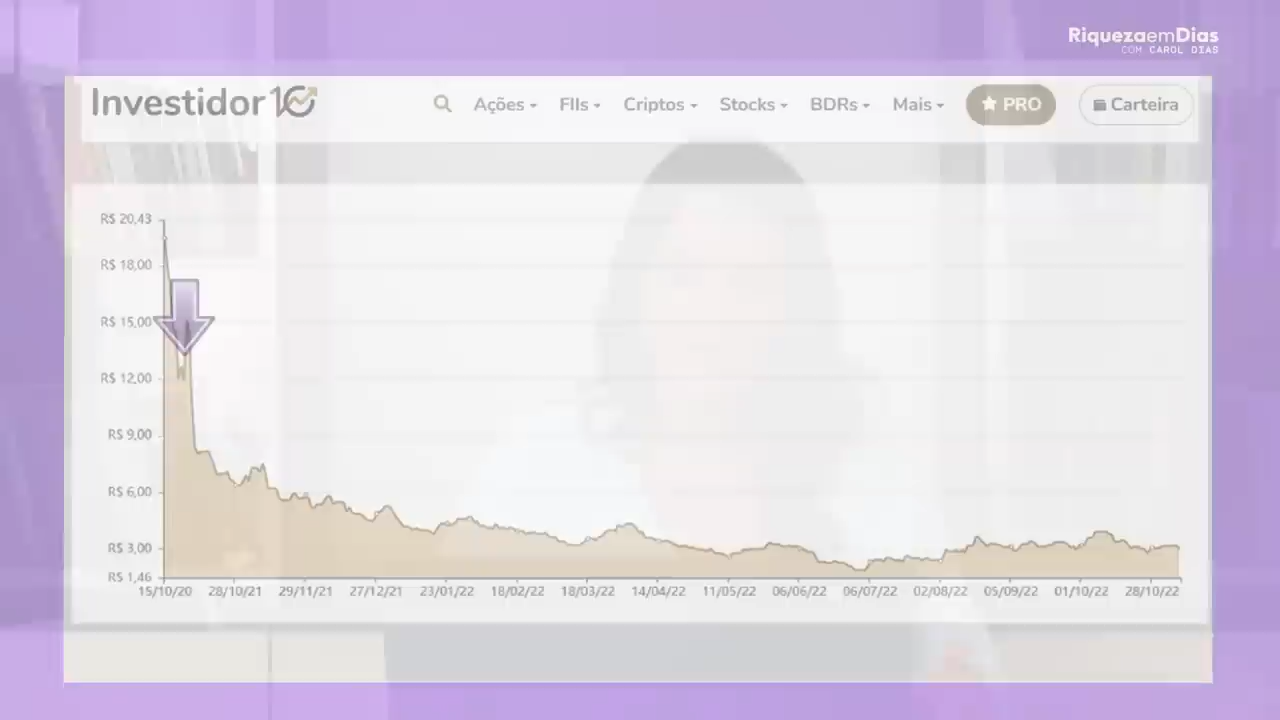 RiquezaemDias
COM CAROL DIAS
Investidor10
Ações FIIs Criptos Stocks BDRs Mais PRO Carteira
R$ 20,43
R$ 18,00
R$ 15,00
R$ 12,00
R$ 9,00
R$ 6,00
R$ 3,00
R$ 1,46
15/10/20 28/10/21 29/11/21 27/12/21 23/01/22 18/02/22 18/03/22 14/04/22 11/05/22 06/06/22 06/07/22 02/08/22 05/09/22 01/10/22 28/10/22